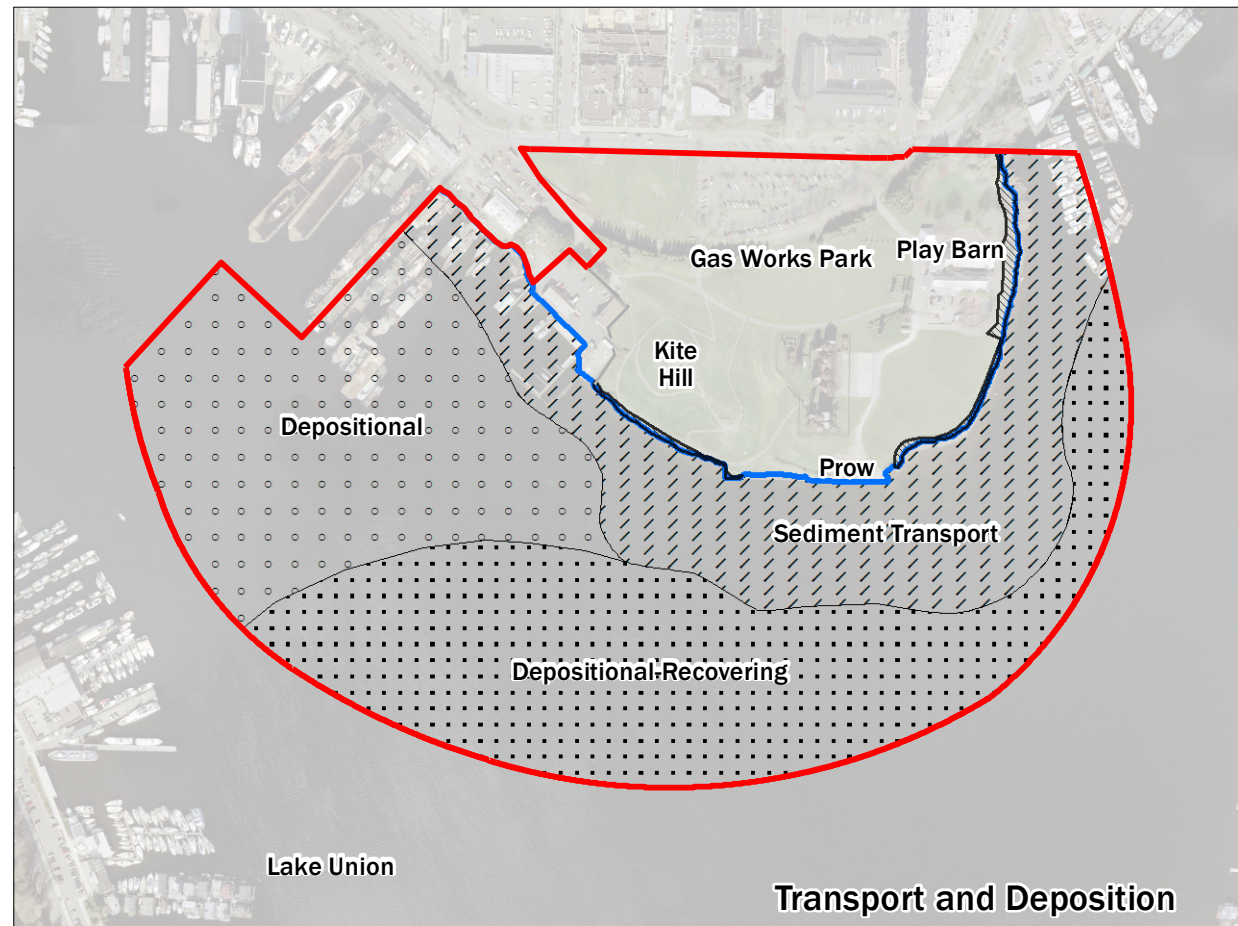 Gas Works Park
Play Barn
Kite
Hill
Depositional
Prow
Sediment Transport
Depositional-Recovering
Lake Union
Transport and Deposition